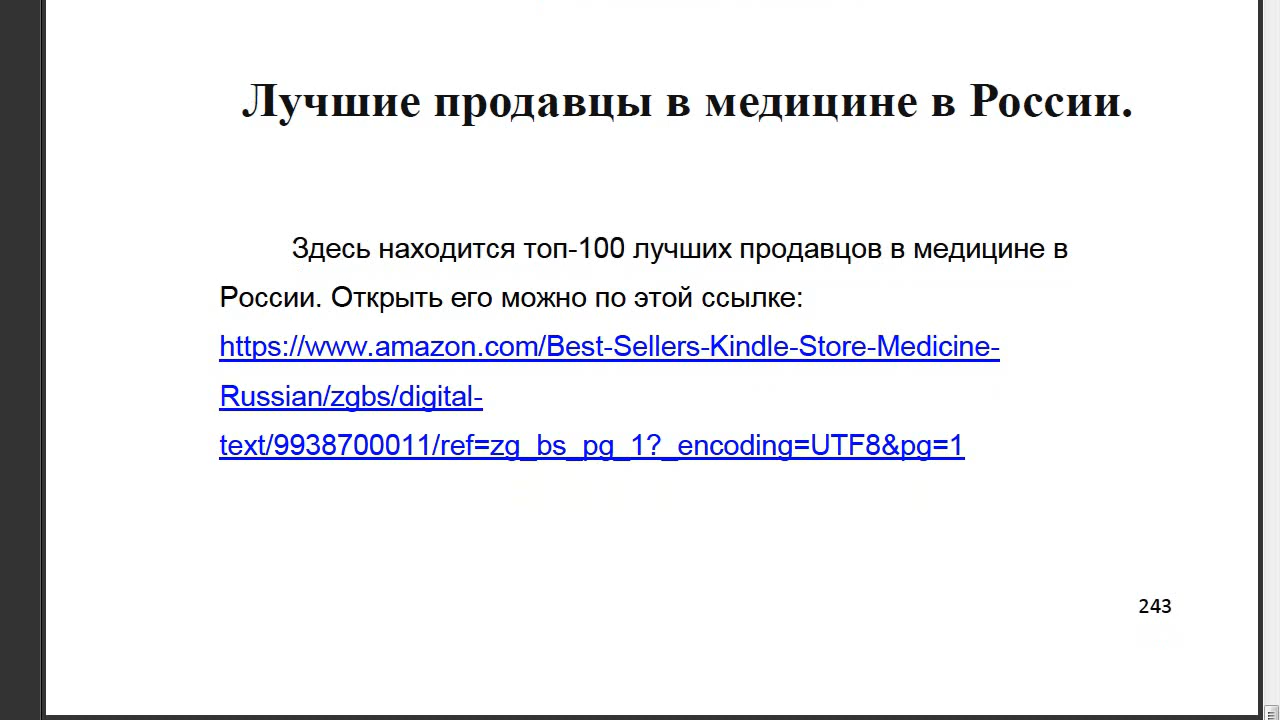 Лучшие продавцы в медицине в России.
Здесь находится топ-100 лучших продавцов в медицине в
России. Открыть его можно по этой ссылке:
https://www.amazon.com/Best-Sellers-Kindle-Store-Medicine-
Russian/zgbs/digital-
text/9938700011/ref=zg_bs_pg_1?_encoding=UTF8&pg=1
243